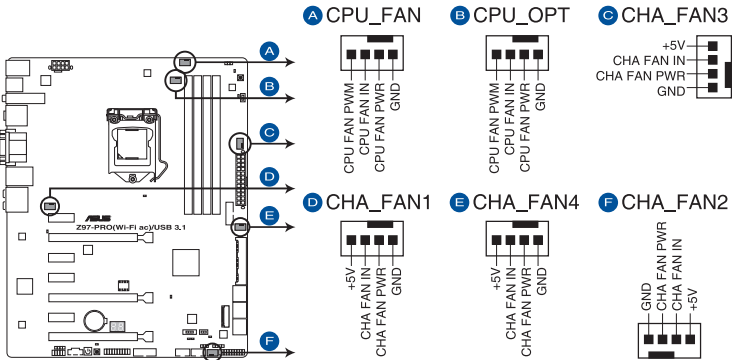 A CPU_FAN
CPU FAN PWM
CPU FAN IN
CPU FAN PWR
GND
B CPU_OPT
CPU FAN PWM
CPU FAN IN
CPU FAN PWR
GND
C CHA_FAN3
+5V
CHA FAN IN
CHA FAN PWR
GND
A
B
C
D
E
F
ASUS
Z97-PRO(Wi-Fi ac)/USB 3.1
D CHA_FAN1
+5V
CHA FAN IN
CHA FAN PWR
GND
E CHA_FAN4
+5V
CHA FAN IN
CHA FAN PWR
GND
F CHA_FAN2
GND
CHA FAN PWR
CHA FAN IN
+5V